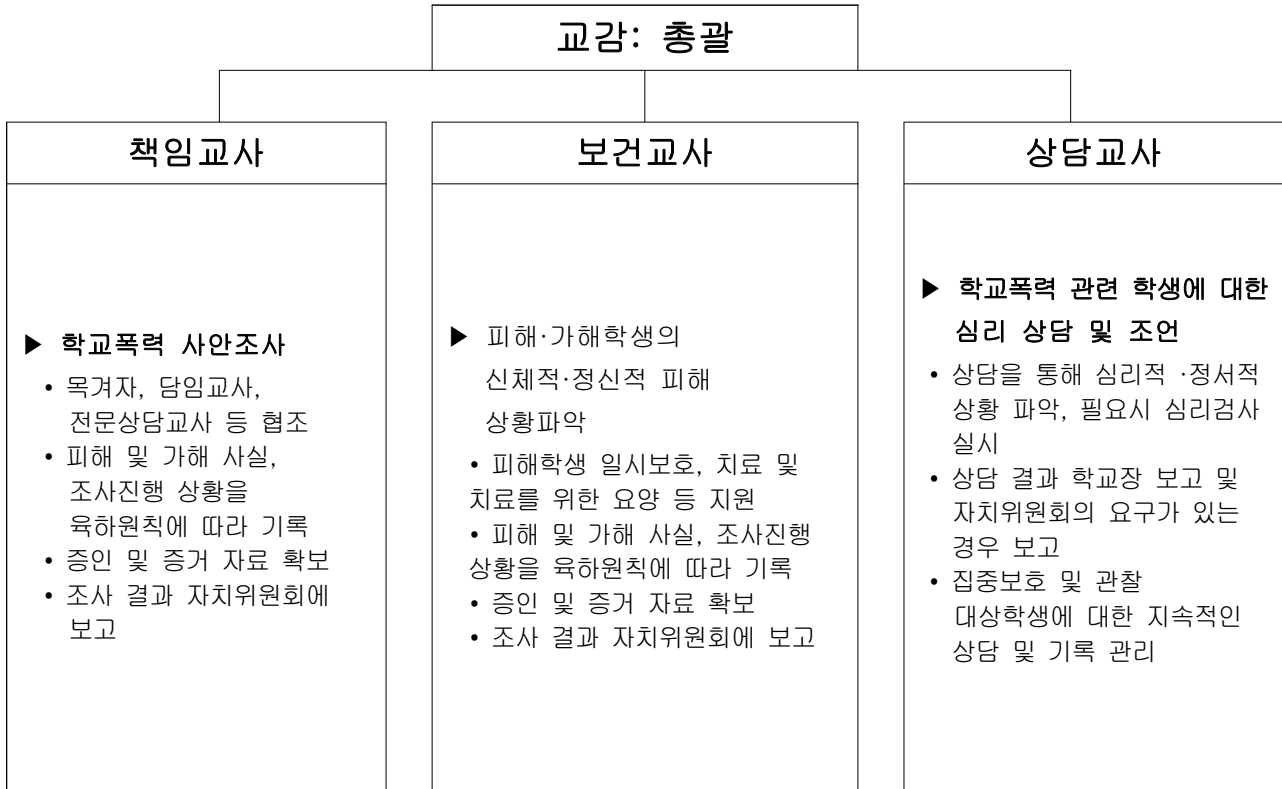 교감: 총괄
책임교사
▶ 학교폭력 사안조사
• 목겨자, 담임교사,
전문상담교사 등 협조
• 피해 및 가해 사실,
조사진행 상황을
육하원칙에 따라 기록
• 증인 및 증거 자료 확보
• 조사 결과 자치위원회에
보고
보건교사
▶ 피해·가해학생의
신체적·정신적 피해
상황파악
• 피해학생 일시보호, 치료 및
치료를 위한 요양 등 지원
• 피해 및 가해 사실, 조사진행
상황을 육하원칙에 따라 기록
• 증인 및 증거 자료 확보
• 조사 결과 자치위원회에 보고
상담교사
▶ 학교폭력 관련 학생에 대한
심리 상담 및 조언
• 상담을 통해 심리적 ·정서적
상황 파악, 필요시 심리검사
실시
• 상담 결과 학교장 보고 및
자치위원회의 요구가 있는
경우 보고
• 집중보호 및 관찰
대상학생에 대한 지속적인
상담 및 기록 관리